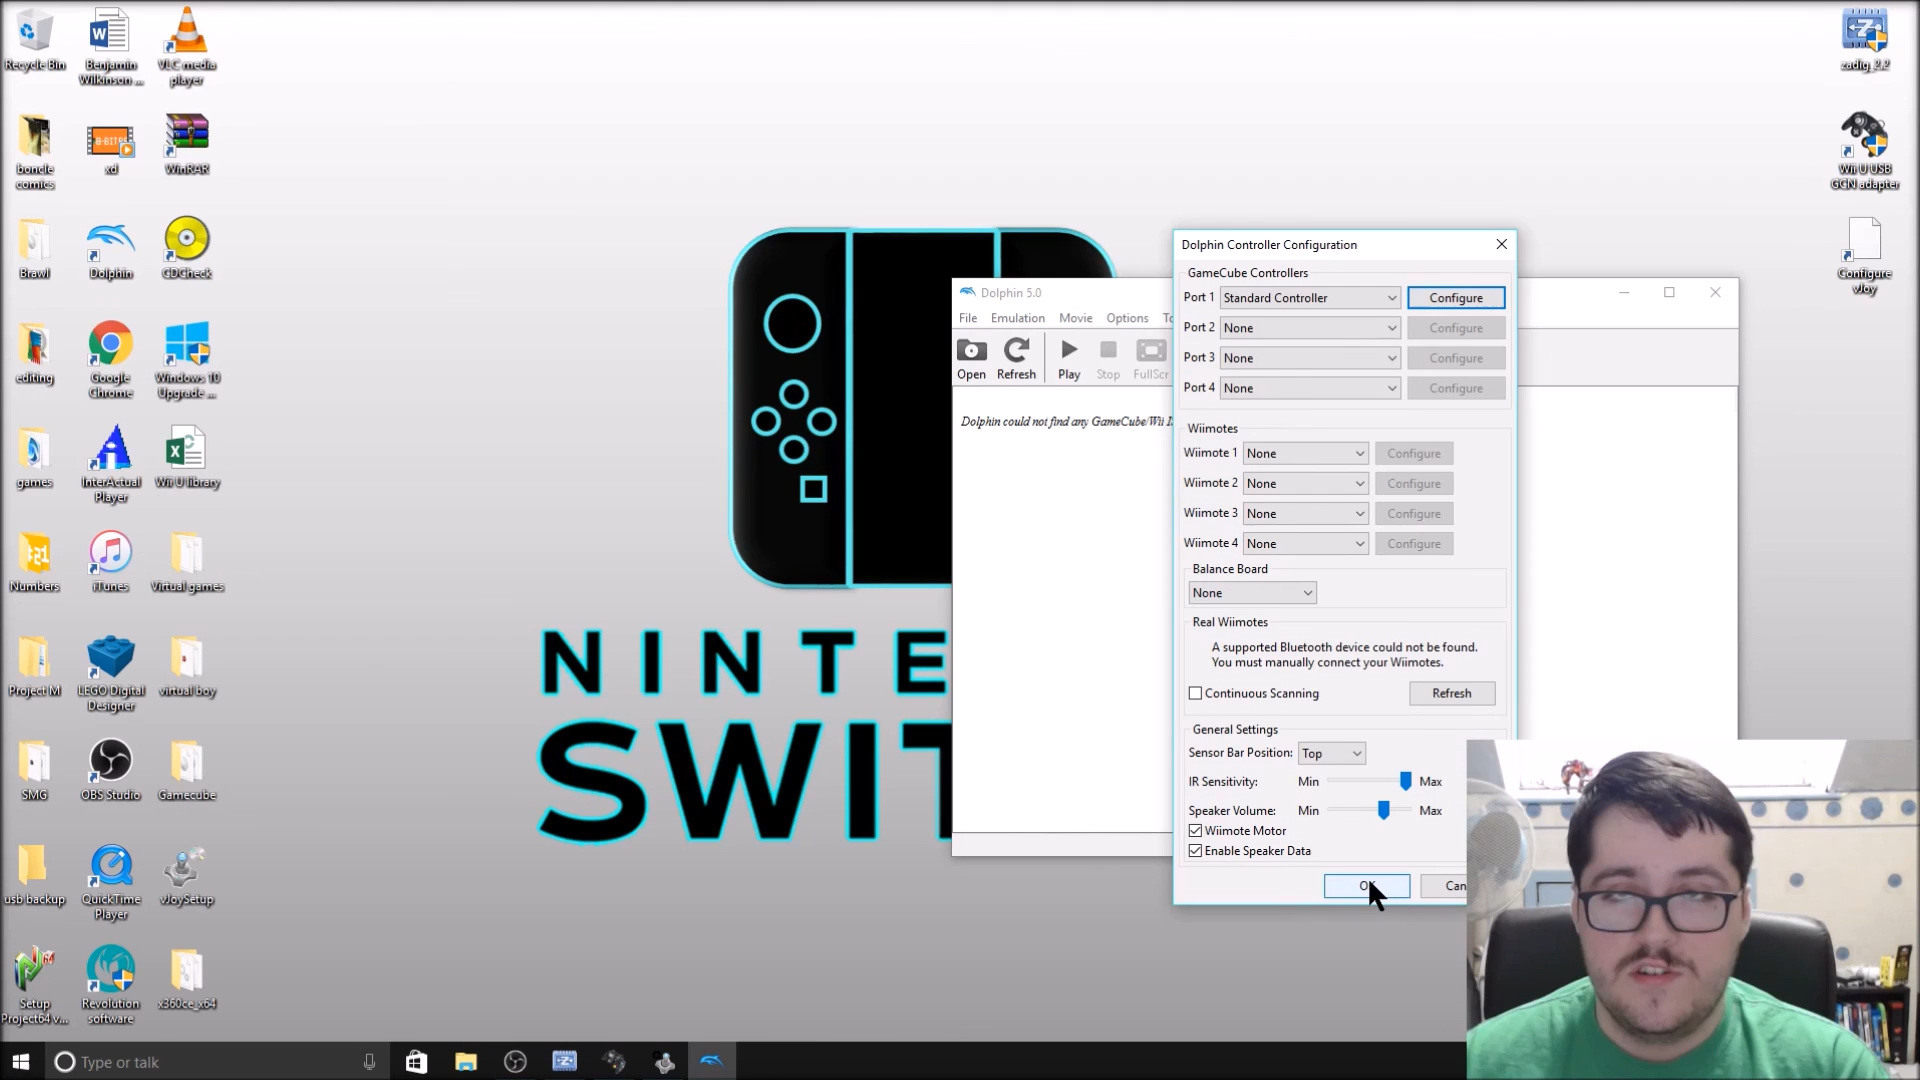 Recycle Bin
Benjamin
Wilkinson ...
VLC media
player
zadig_2.2
boncle
comics
8-BITS
xd
WinRAR
Wii U USB
GCN adapter
Brawl
Dolphin
CDCheck
Configure
vJoy
editing
Google
Chrome
Windows 10
Upgrade ...
games
InterActual
Player
Wii U library
Numbers
iTunes
Virtual games
Project M
LEGO Digital
Designer
virtual boy
SMG
OBS Studio
Gamecube
usb backup
QuickTime
Player
vJoySetup
Setup
Project64 v...
Revolution
software
x360ce_x64
NINTE
SWIT
Dolphin 5.0
File Emulation Movie Options To
Open Refresh Play Stop FullScr
Dolphin could not find any GameCube/Wii I
Dolphin Controller Configuration
GameCube Controllers
Port 1 Standard Controller Configure
Port 2 None Configure
Port 3 None Configure
Port 4 None Configure
Wiimotes
Wiimote 1 None Configure
Wiimote 2 None Configure
Wiimote 3 None Configure
Wiimote 4 None Configure
Balance Board
None
Real Wiimotes
A supported Bluetooth device could not be found.
You must manually connect your Wiimotes.
Continuous Scanning Refresh
General Settings
Sensor Bar Position: Top
IR Sensitivity: Min Max
Speaker Volume: Min Max
Wiimote Motor
Enable Speaker Data
OK Can
Type or talk